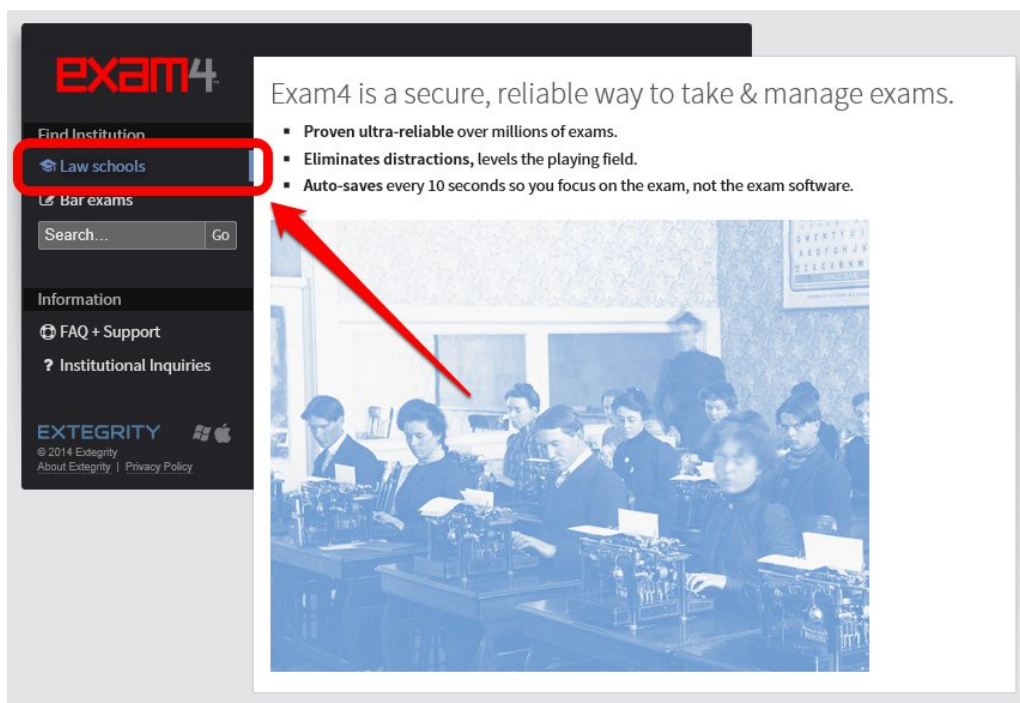 exam4
Find Institution
Law schools
Bar exams
Search...
Go
Information
FAQ + Support
? Institutional Inquiries
EXTEGRITY
© 2014 Extegrity
About Extegrity | Privacy Policy
Exam4 is a secure, reliable way to take & manage exams.
▪ Proven ultra-reliable over millions of exams.
▪ Eliminates distractions, levels the playing field.
▪ Auto-saves every 10 seconds so you focus on the exam, not the exam software.